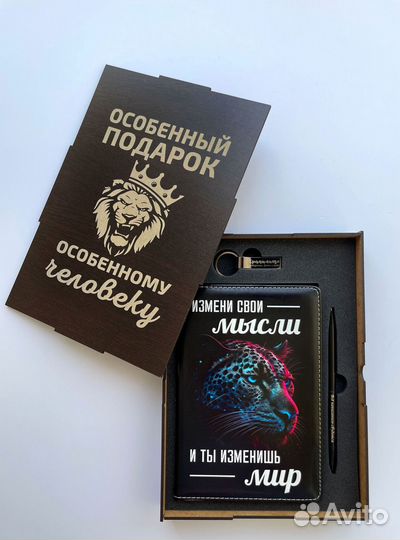 ОСОБЕННЫЙ
ПОДАРОК
ОСОБЕННОМУ
человеку
ИЗМЕНИ СВОИ
мысли
И ТЫ ИЗМЕНИШЬ
мир
Avito